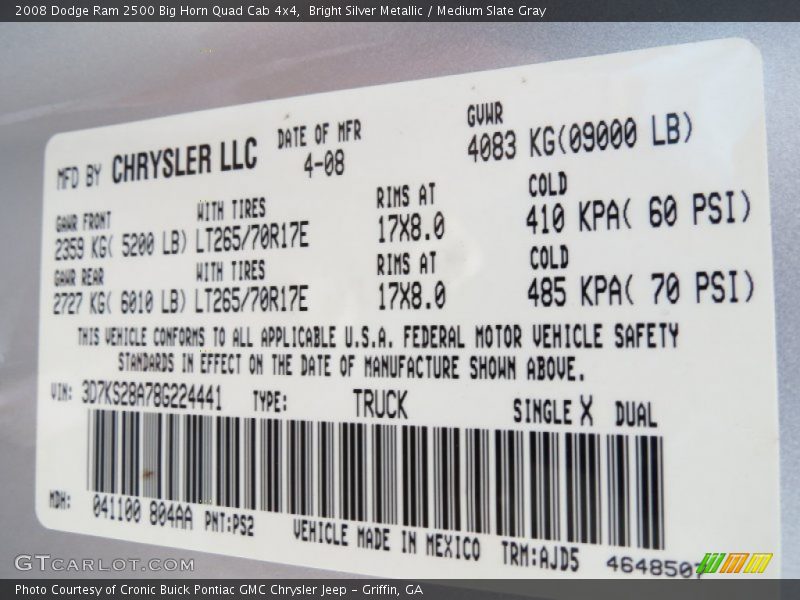 2008 Dodge Ram 2500 Big Horn Quad Cab 4x4, Bright Silver Metallic / Medium Slate Gray
MFD BY CHRYSLER LLC DATE OF MFR GVWR
4-08 4083 KG(09000 LB)
GAWR FRONT WITH TIRES RIMS AT COLD
2359 KG( 5200 LB) LT265/70R17E 17X8.0 410 KPA( 60 PSI)
GAWR REAR WITH TIRES RIMS AT COLD
2727 KG( 6010 LB) LT265/70R17E 17X8.0 485 KPA( 70 PSI)
THIS VEHICLE CONFORMS TO ALL APPLICABLE U.S.A. FEDERAL MOTOR VEHICLE SAFETY
STANDARDS IN EFFECT ON THE DATE OF MANUFACTURE SHOWN ABOVE.
VIN: 3D7KS28A78G224441 TYPE: TRUCK SINGLE X DUAL
MDH: 041100 804AA PNT:PS2 VEHICLE MADE IN MEXICO TRM:AJD5 4648507
GTCARLOT.COM
Photo Courtesy of Cronic Buick Pontiac GMC Chrysler Jeep - Griffin, GA